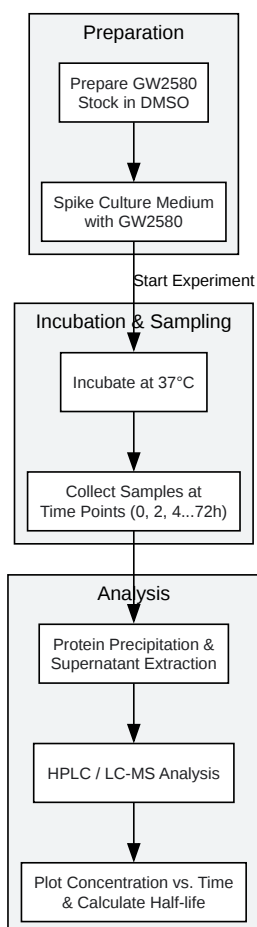 Preparation
Prepare GW2580
Stock in DMSO
Spike Culture Medium
with GW2580
Start Experiment
Incubation & Sampling
Incubate at 37°C
Collect Samples at
Time Points (0, 2, 4...72h)
Analysis
Protein Precipitation &
Supernatant Extraction
HPLC / LC-MS Analysis
Plot Concentration vs. Time
& Calculate Half-life